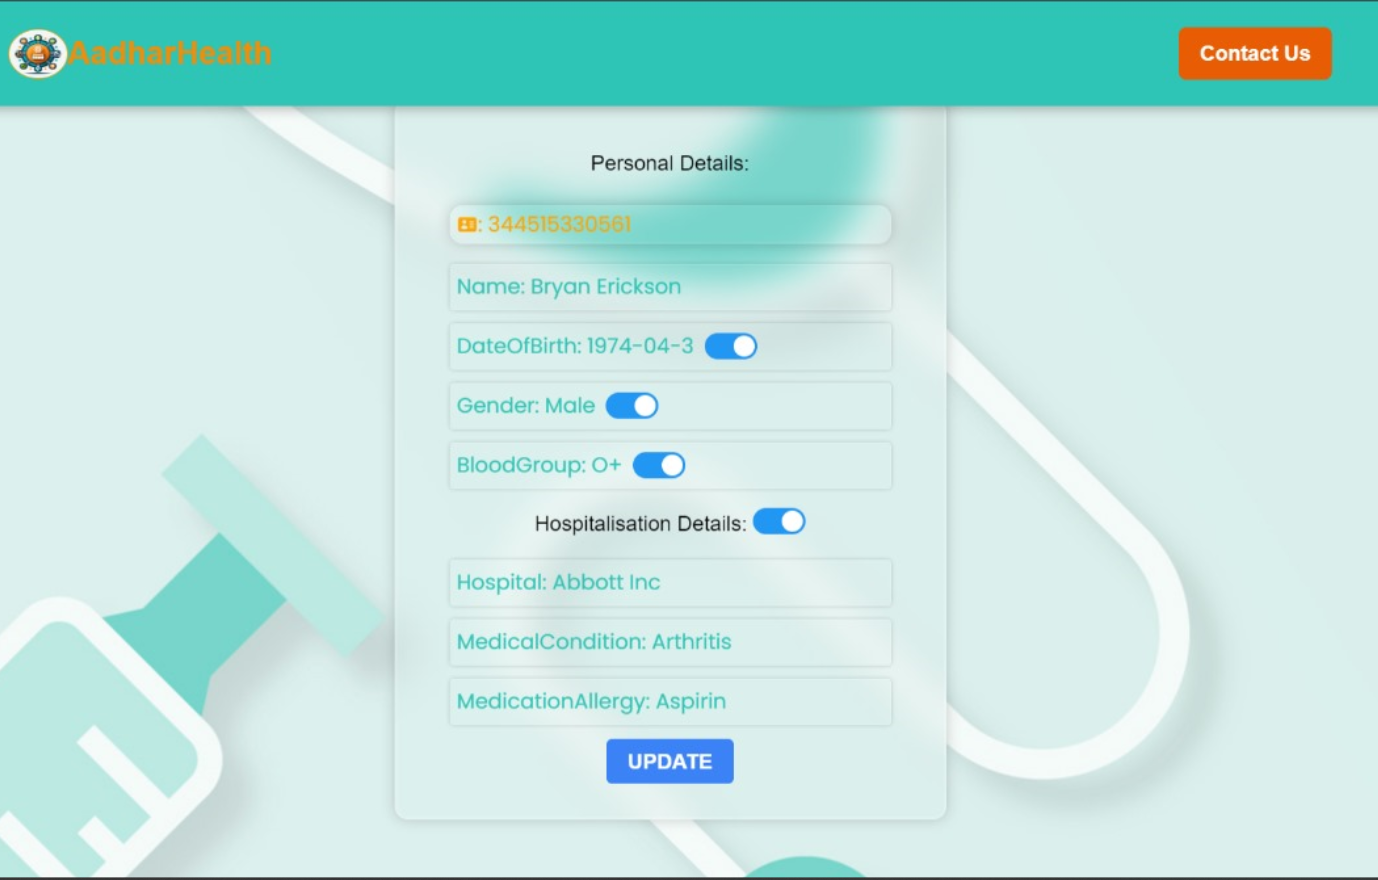 AadharHealth
Contact Us
Personal Details:
: 344515330561
Name: Bryan Erickson
DateOfBirth: 1974-04-3
Gender: Male
BloodGroup: O+
Hospitalisation Details:
Hospital: Abbott Inc
MedicalCondition: Arthritis
MedicationAllergy: Aspirin
UPDATE